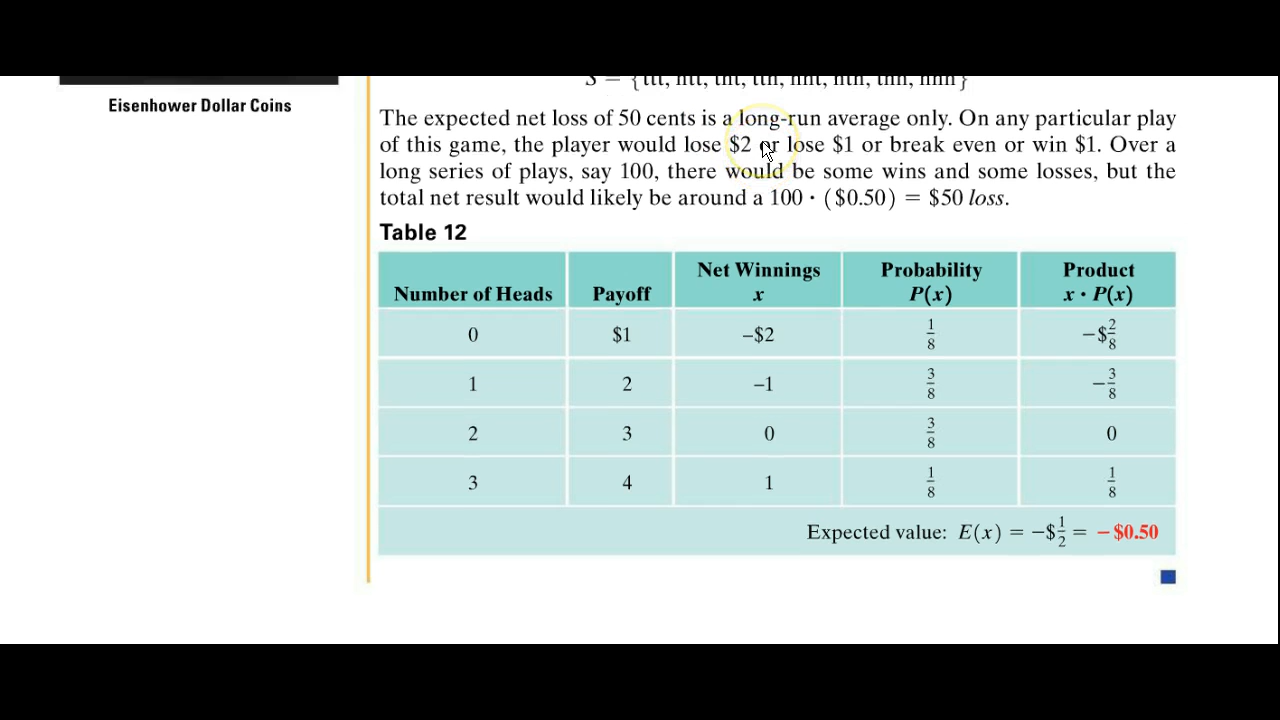 Eisenhower Dollar Coins
The expected net loss of 50 cents is a long-run average only. On any particular play
of this game, the player would lose $2 or lose $1 or break even or win $1. Over a
long series of plays, say 100, there would be some wins and some losses, but the
total net result would likely be around a 100 · ($0.50) = $50 loss.
Table 12
Number of Heads Payoff Net Winnings x Probability P(x) Product x · P(x)
0 $1 –$2 1/8 –$2/8
1 2 –1 3/8 –3/8
2 3 0 3/8 0
3 4 1 1/8 1/8
Expected value: E(x) = –$1/2 = –$0.50